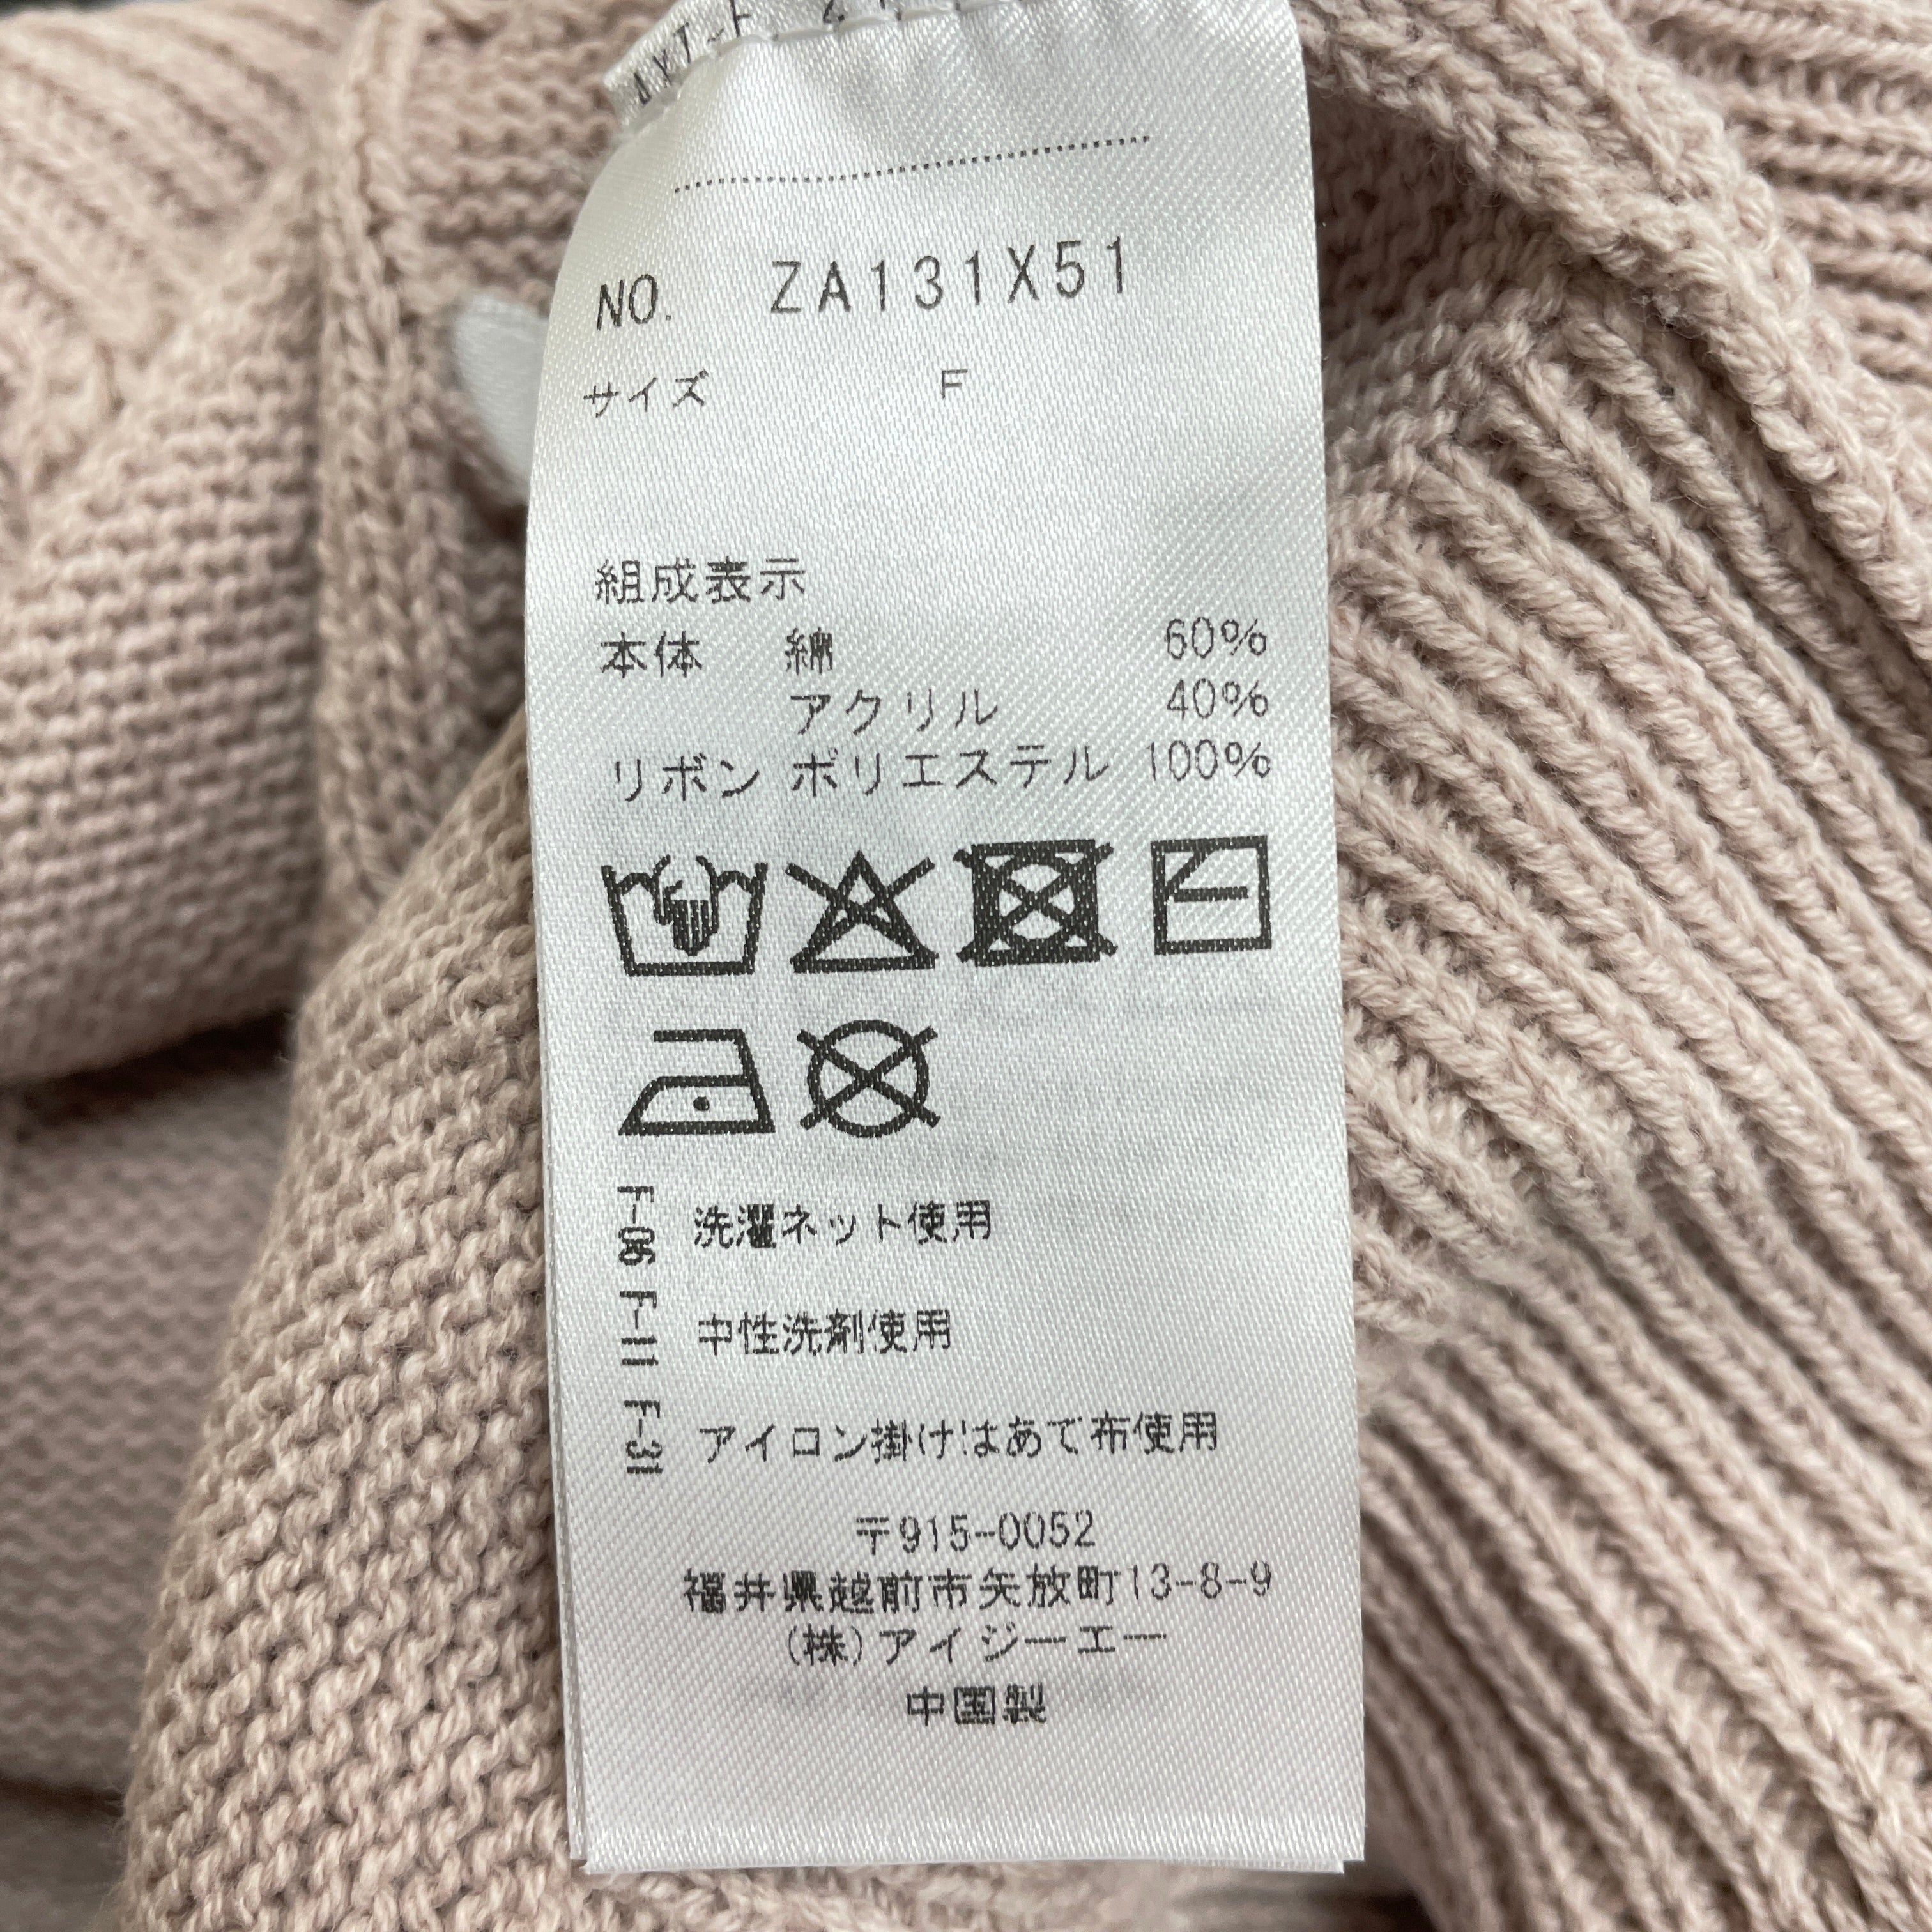 NO. ZA131X51
サイズ F
組成表示
本体 綿 60%
アクリル 40%
リボン ポリエステル 100%
F-06 洗濯ネット使用
F-11 中性洗剤使用
F-31 アイロン掛けはあて布使用
〒915-0052
福井県越前市矢放町13-8-9
(株)アイジーエー
中国製